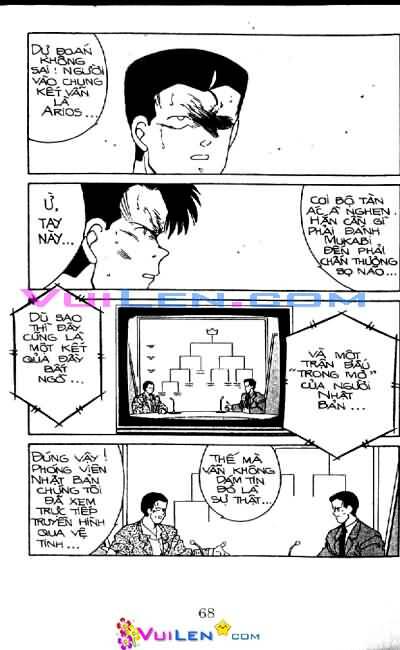 DỰ ĐOÁN
KHÔNG
SAI! NGƯỜI
VÀO CHUNG
KẾT VẪN
LÀ
ARIOS...
Ừ,
TAY
NÀY...
COI BỘ TÀN
ÁC Á NGHEN.
HẮN CẦN GÌ
PHẢI ĐÁNH
MUKABI
ĐẾN PHẢI
CHẤN THƯƠNG
SỌ NÃO...
VUILEN.COM
DÙ SAO
THÌ ĐÂY
CŨNG LÀ
MỘT KẾT
QUẢ ĐẦY
BẤT
NGỜ...
VÀ MỘT
TRẬN ĐẤU
"TRONG MƠ"
CỦA NGƯỜI
NHẬT
BẢN...
ĐÚNG VẬY!
PHÓNG VIÊN
NHẬT BẢN
CHÚNG TÔI
ĐÃ XEM
TRỰC TIẾP
TRUYỀN HÌNH
QUA VỆ
TINH...
THẾ MÀ
VẪN KHÔNG
DÁM TIN
ĐÓ LÀ
SỰ THẬT...
68
VUILEN.COM